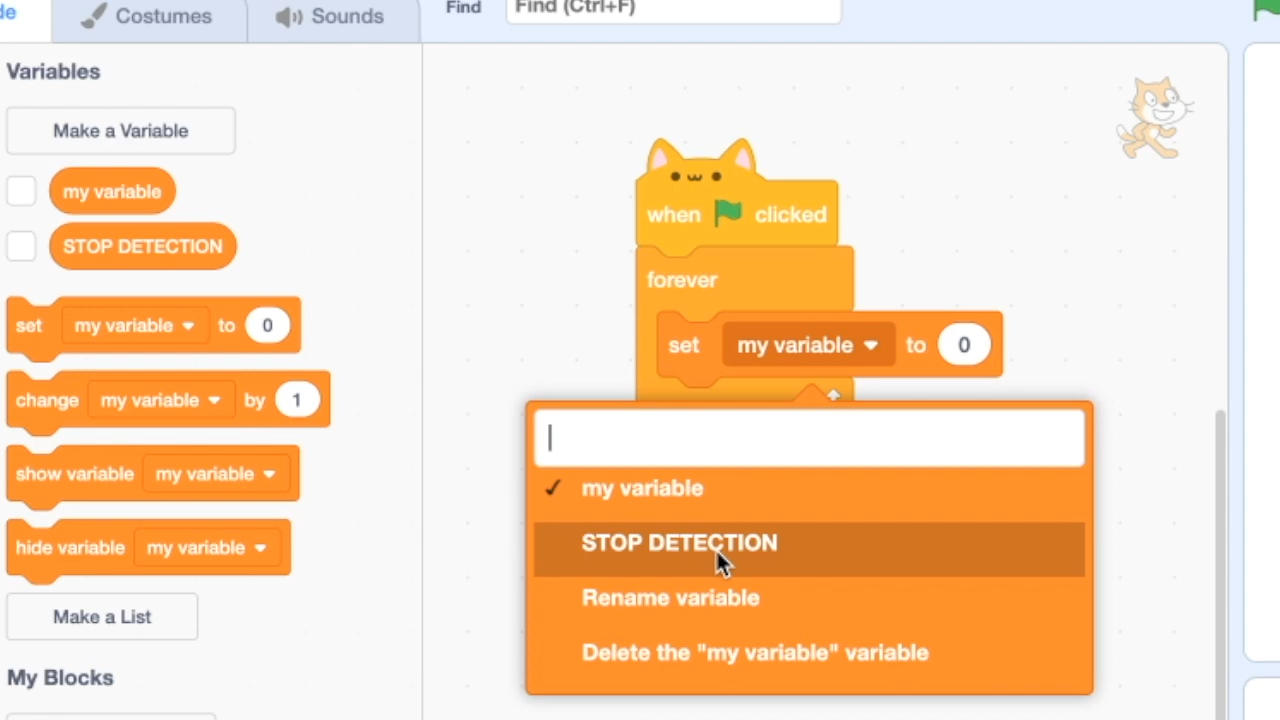 de
Costumes
Sounds
Find
Find (Ctrl+F)
Variables
Make a Variable
my variable
STOP DETECTION
set my variable to 0
change my variable by 1
show variable my variable
hide variable my variable
Make a List
My Blocks
when clicked
forever
set my variable to 0
✓ my variable
STOP DETECTION
Rename variable
Delete the "my variable" variable